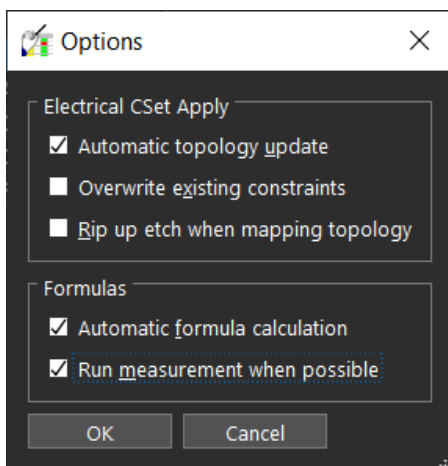 Options
Electrical CSet Apply
Automatic topology update
Overwrite existing constraints
Rip up etch when mapping topology
Formulas
Automatic formula calculation
Run measurement when possible
OK Cancel